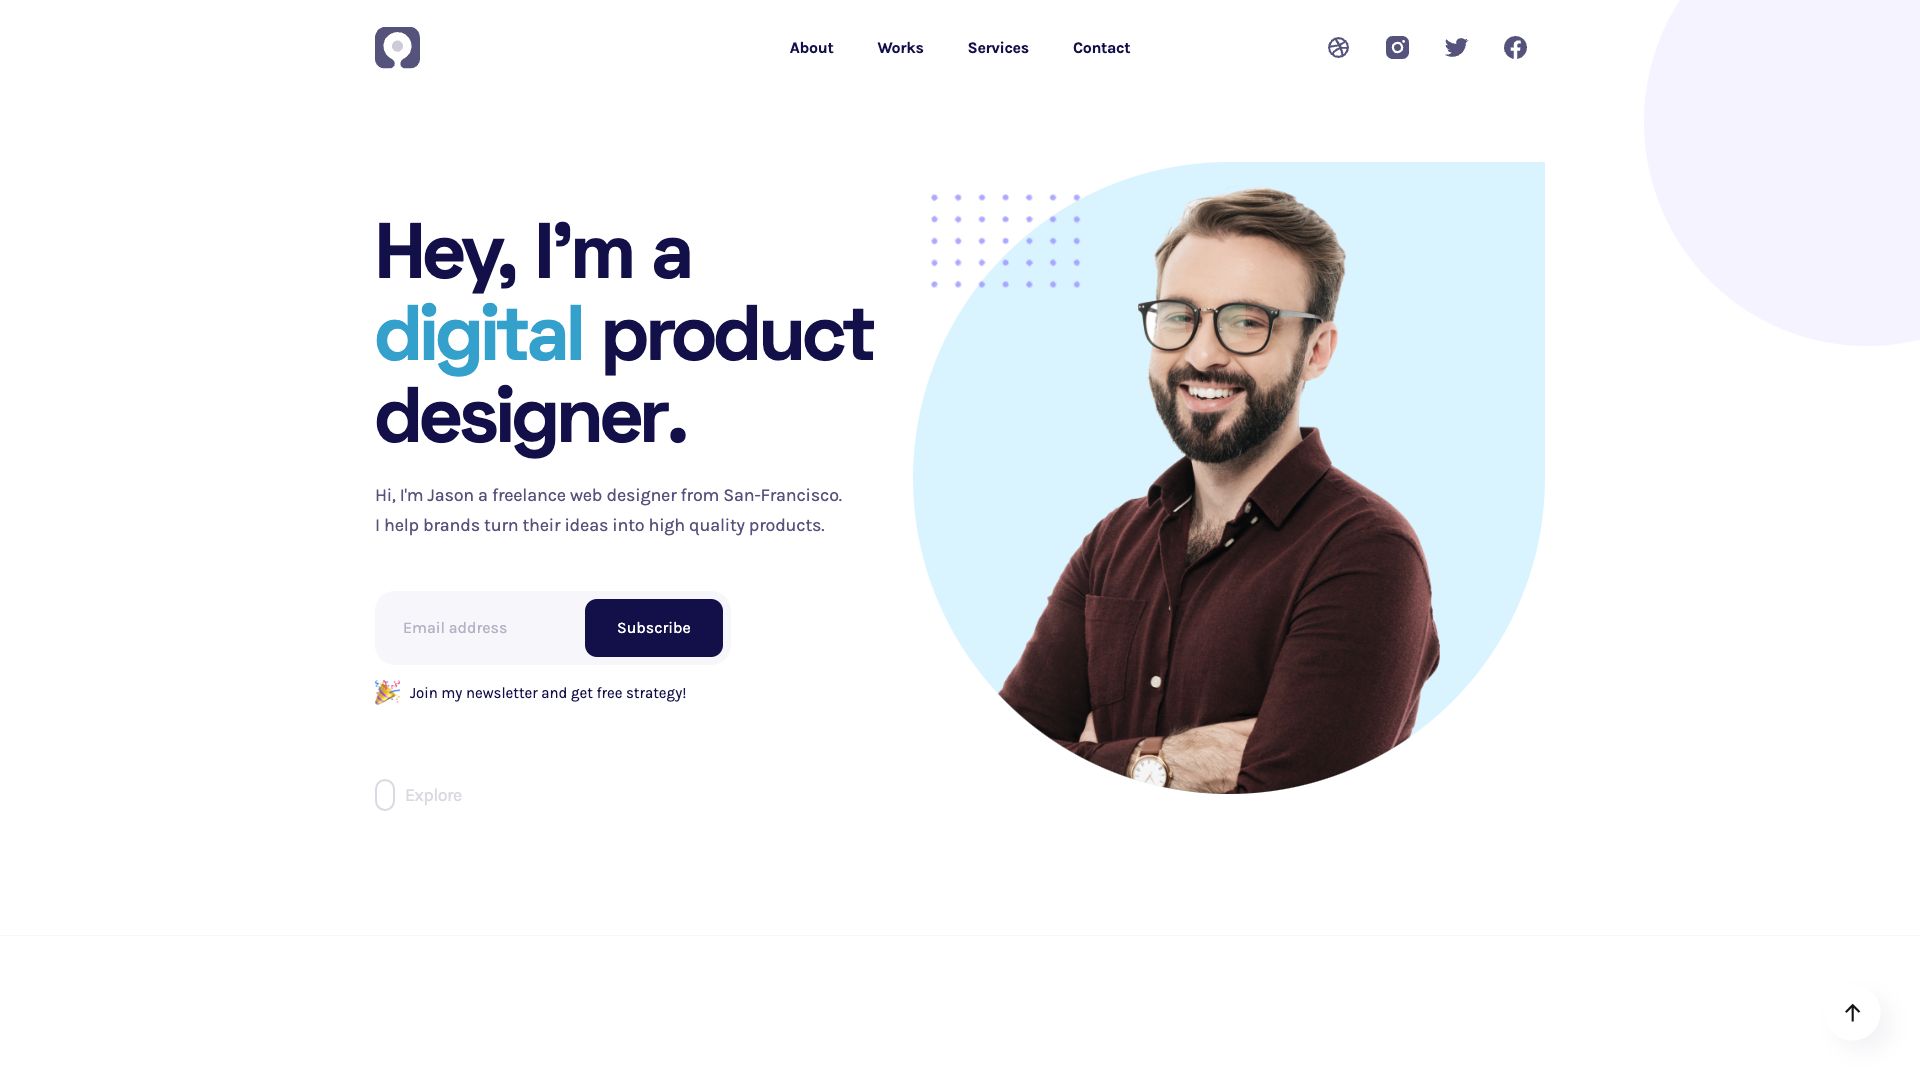 About
Works
Services
Contact
Hey, I’m a
digital product
designer.
Hi, I'm Jason a freelance web designer from San-Francisco.
I help brands turn their ideas into high quality products.
Email address
Subscribe
Join my newsletter and get free strategy!
Explore